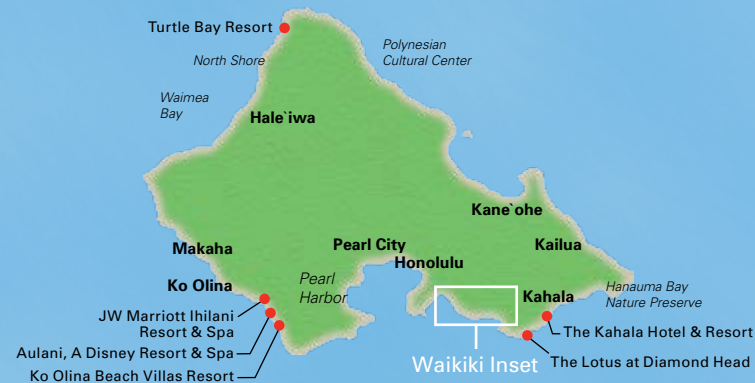 Turtle Bay Resort
North Shore
Polynesian
Cultural Center
Waimea
Bay
Hale`iwa
Kane`ohe
Makaha
Pearl City
Kailua
Honolulu
Ko Olina
Pearl
Harbor
Kahala
Hanauma Bay
Nature Preserve
JW Marriott Ihilani
Resort & Spa
The Kahala Hotel & Resort
Aulani, A Disney Resort & Spa
Waikiki Inset
The Lotus at Diamond Head
Ko Olina Beach Villas Resort